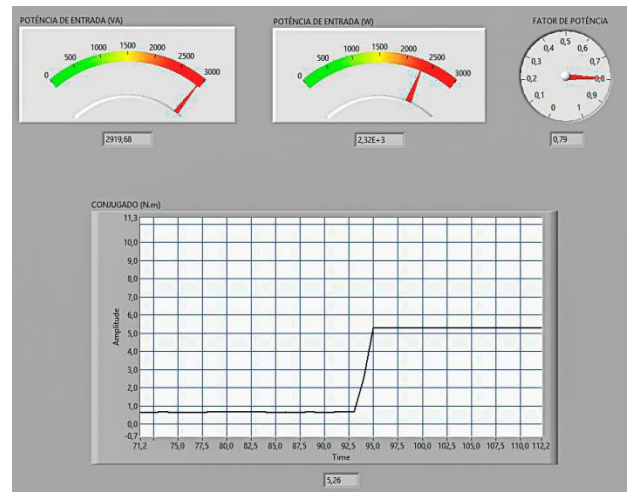 POTÊNCIA DE ENTRADA (VA)
0 500 1000 1500 2000 2500 3000
2919,68
POTÊNCIA DE ENTRADA (W)
0 500 1000 1500 2000 2500 3000
2,32E+3
FATOR DE POTÊNCIA
0 0,1 0,2 0,3 0,4 0,5 0,6 0,7 0,8 0,9 1
0,79
CONJUGADO (N.m)
11,3
10,0
9,0
8,0
7,0
6,0
5,0
4,0
3,0
2,0
1,0
0,0
-0,7
Amplitude
71,2 75,0 77,5 80,0 82,5 85,0 87,5 90,0 92,5 95,0 97,5 100,0 102,5 105,0 107,5 110,0 112,2
Time
5,26